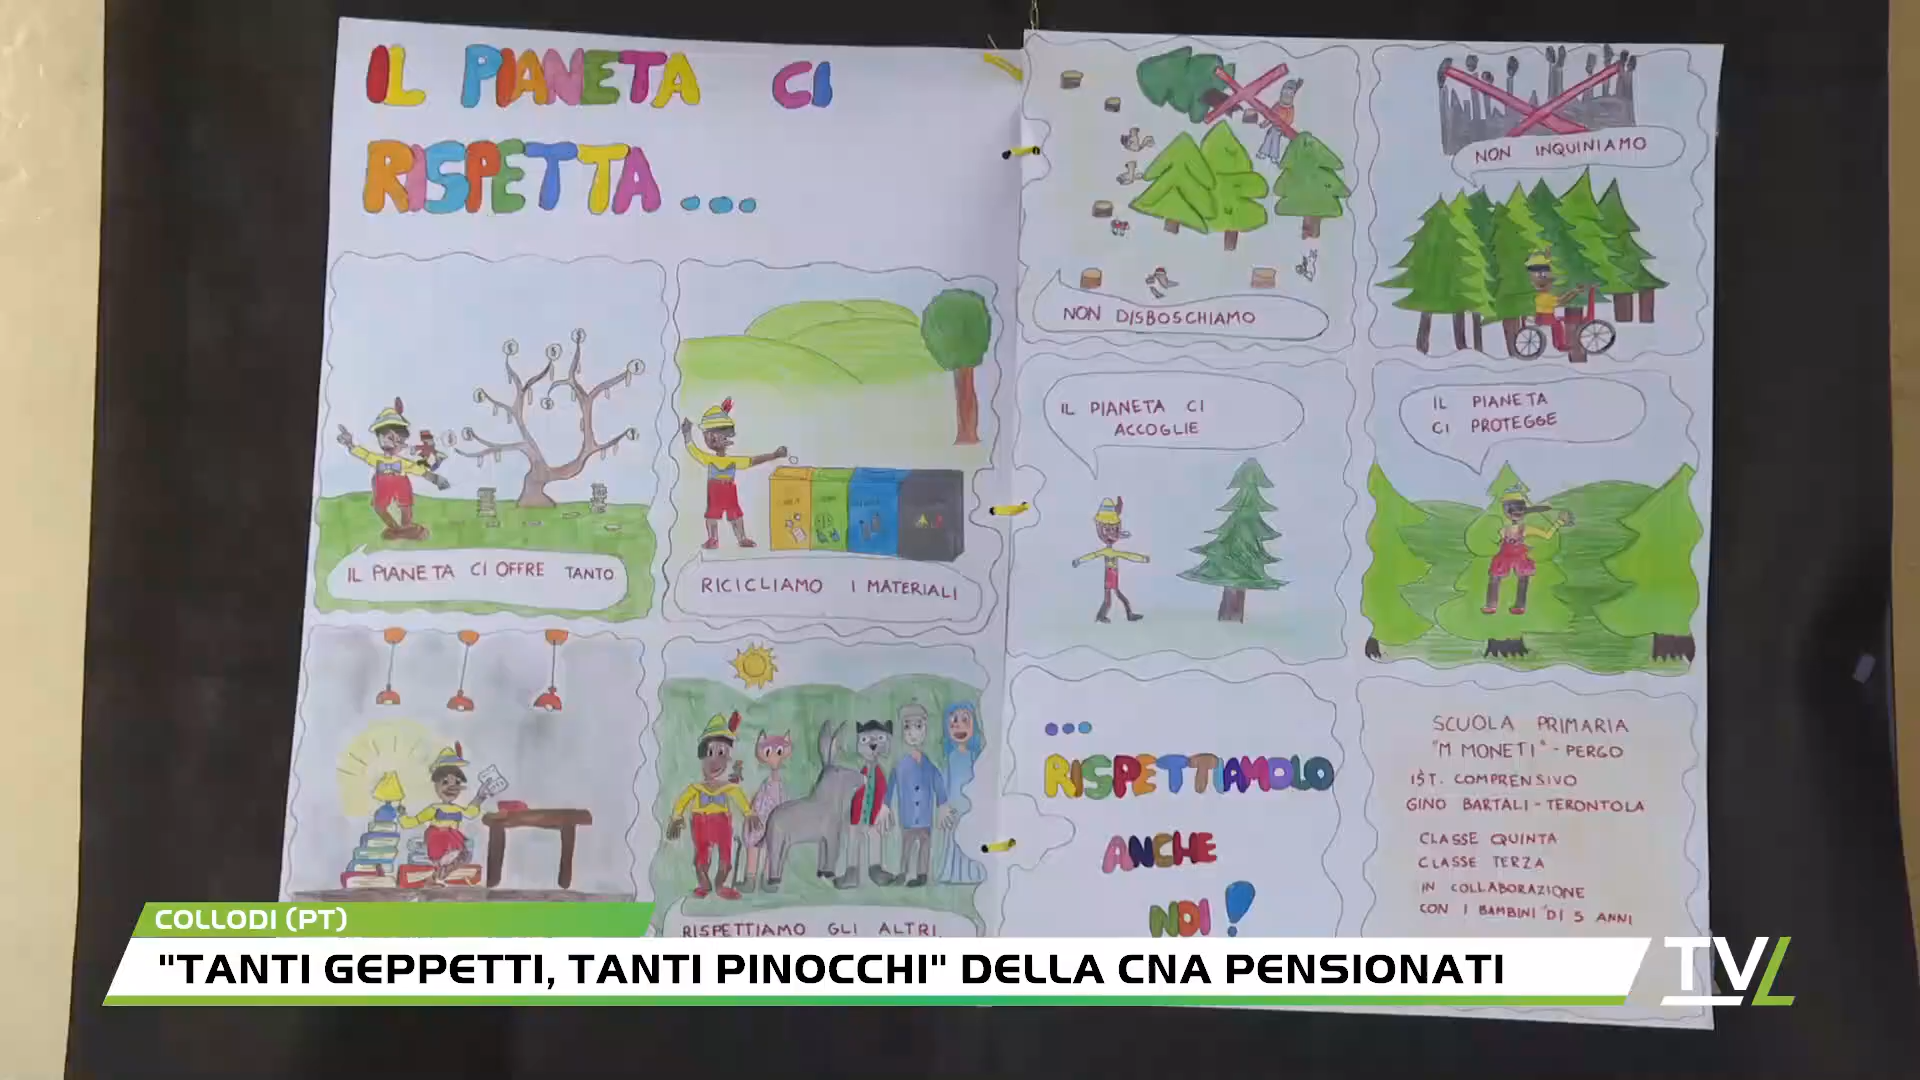 IL PIANETA CI
RISPETTA...
IL PIANETA CI OFFRE TANTO
RICICLIAMO I MATERIALI
RISPETTIAMO GLI ALTRI
NON DISBOSCHIAMO
NON INQUINIAMO
IL PIANETA CI
ACCOGLIE
IL PIANETA
CI PROTEGGE
...
RISPETTIAMOLO
ANCHE
NOI!
SCUOLA PRIMARIA
"M MONETI" - PERGO
IST. COMPRENSIVO
GINO BARTALI - TERONTOLA
CLASSE QUINTA
CLASSE TERZA
IN COLLABORAZIONE
CON I BAMBINI DI 5 ANNI
COLLODI (PT)
"TANTI GEPPETTI, TANTI PINOCCHI" DELLA CNA PENSIONATI
TVL